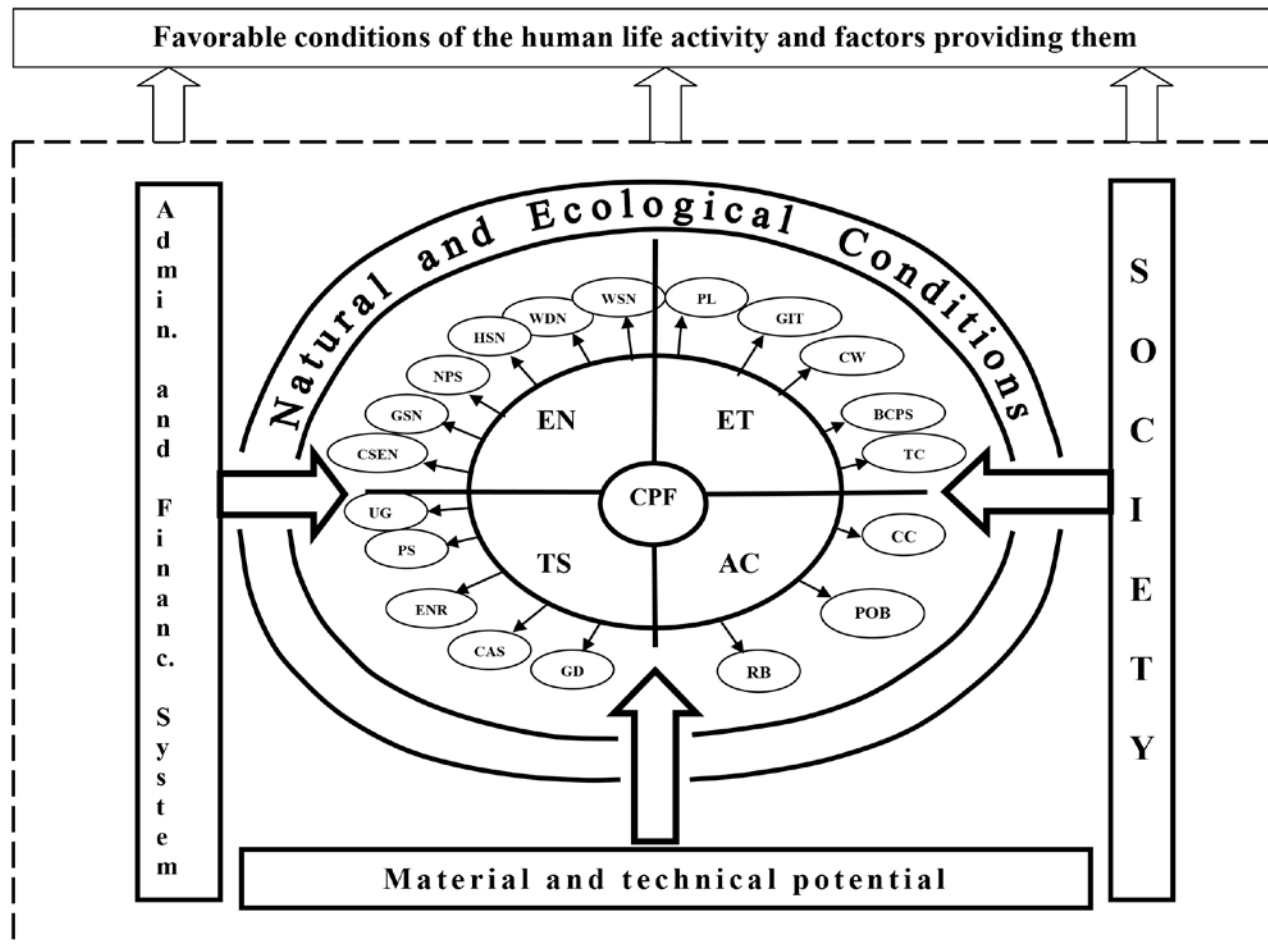 Favorable conditions of the human life activity and factors providing them
Natural and Ecological Conditions
Admin. and Financ. System
SOCIETY
WSN
PL
WDN
GIT
HSN
CW
NPS
GSN
BCPS
EN
ET
CSEN
TC
CPF
UG
CC
PS
TS
AC
ENR
POB
CAS
GD
RB
Material and technical potential